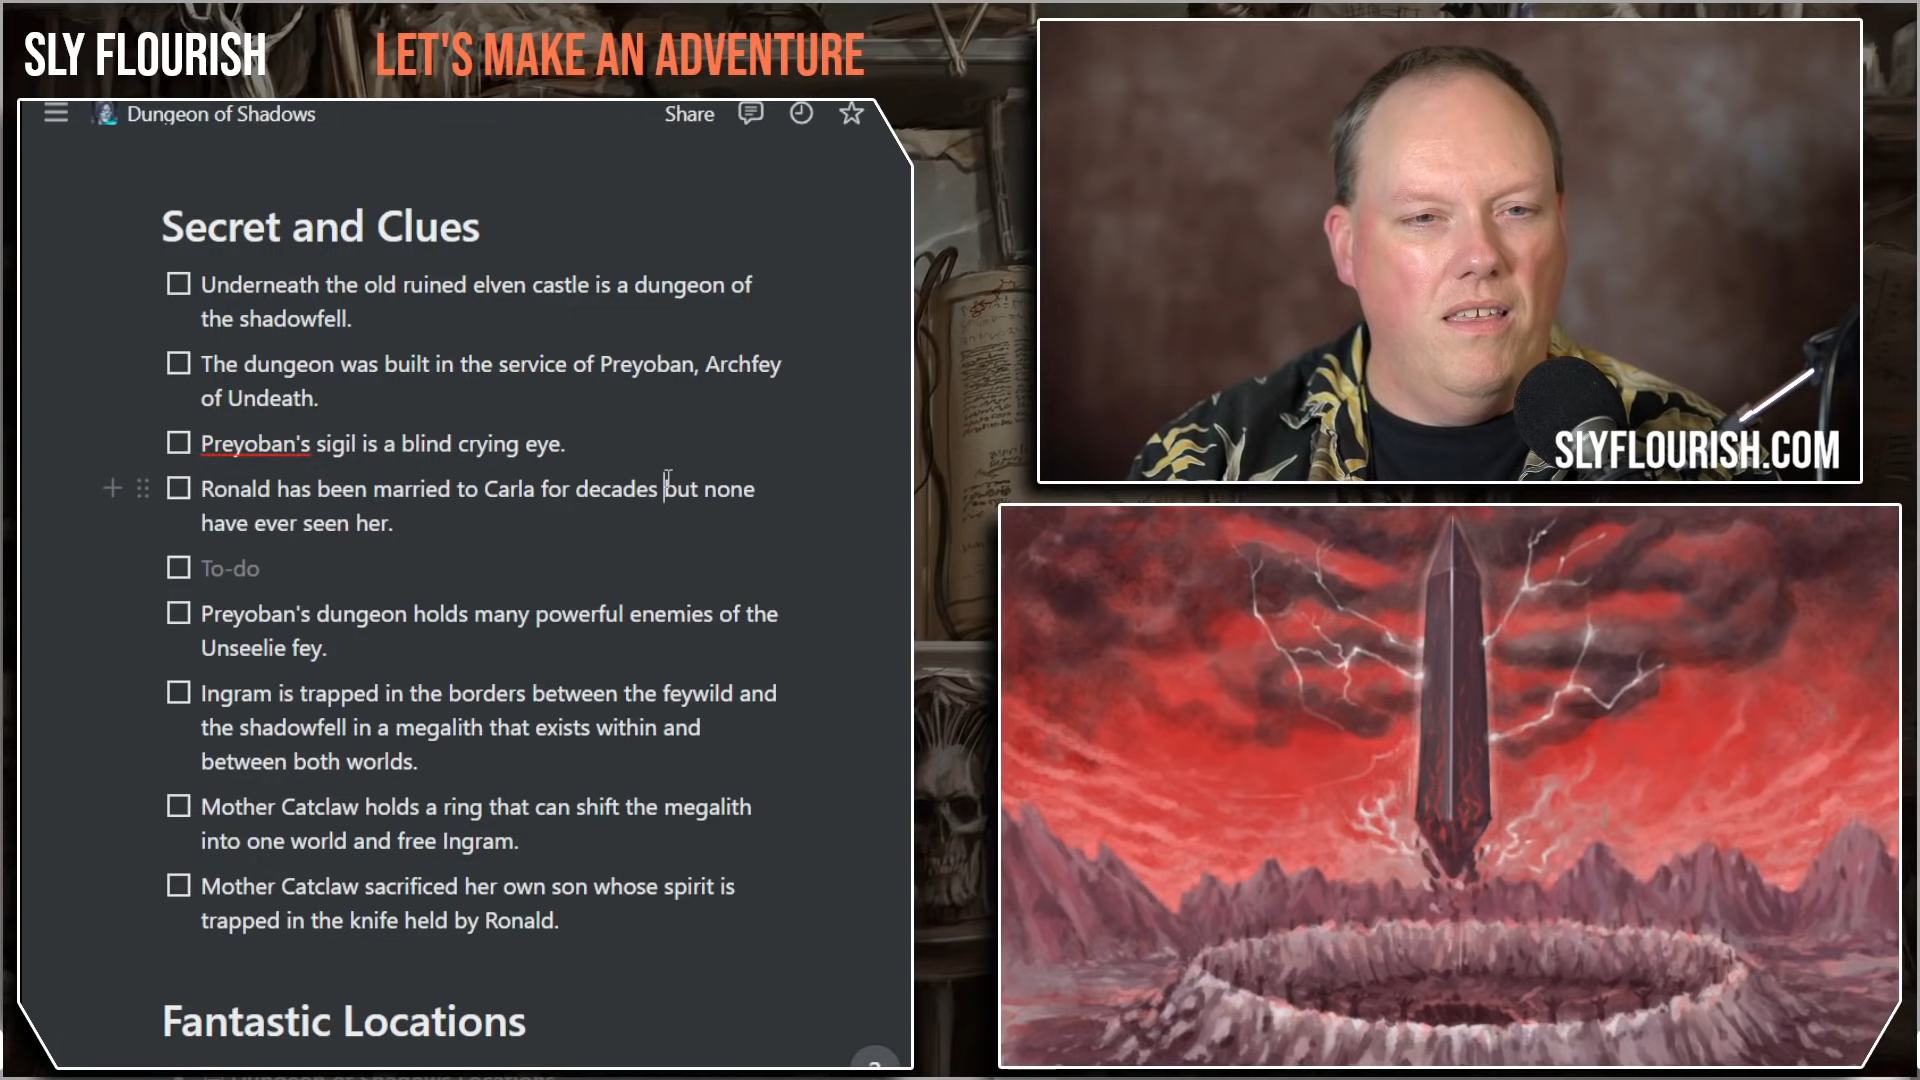 SLY FLOURISH
LET'S MAKE AN ADVENTURE
Dungeon of Shadows
Share
Secret and Clues
Underneath the old ruined elven castle is a dungeon of
the shadowfell.
The dungeon was built in the service of Preyoban, Archfey
of Undeath.
Preyoban's sigil is a blind crying eye.
Ronald has been married to Carla for decades but none
have ever seen her.
To-do
Preyoban's dungeon holds many powerful enemies of the
Unseelie fey.
Ingram is trapped in the borders between the feywild and
the shadowfell in a megalith that exists within and
between both worlds.
Mother Catclaw holds a ring that can shift the megalith
into one world and free Ingram.
Mother Catclaw sacrificed her own son whose spirit is
trapped in the knife held by Ronald.
Fantastic Locations
SLYFLOURISH.COM